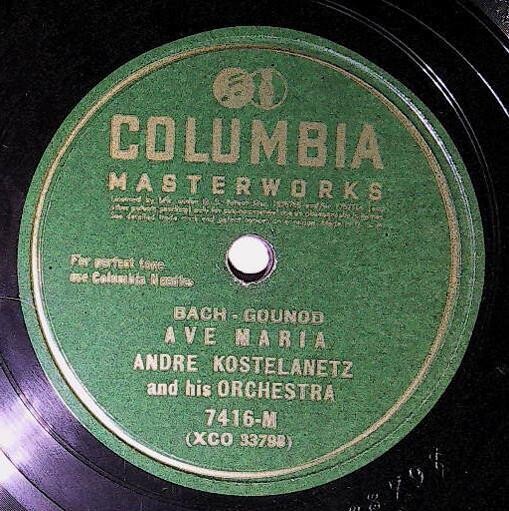 COLUMBIA
MASTERWORKS
For perfect tone
use Columbia Needles
BACH - GOUNOD
AVE MARIA
ANDRE KOSTELANETZ
and his ORCHESTRA
7416-M
(XCO 33798)